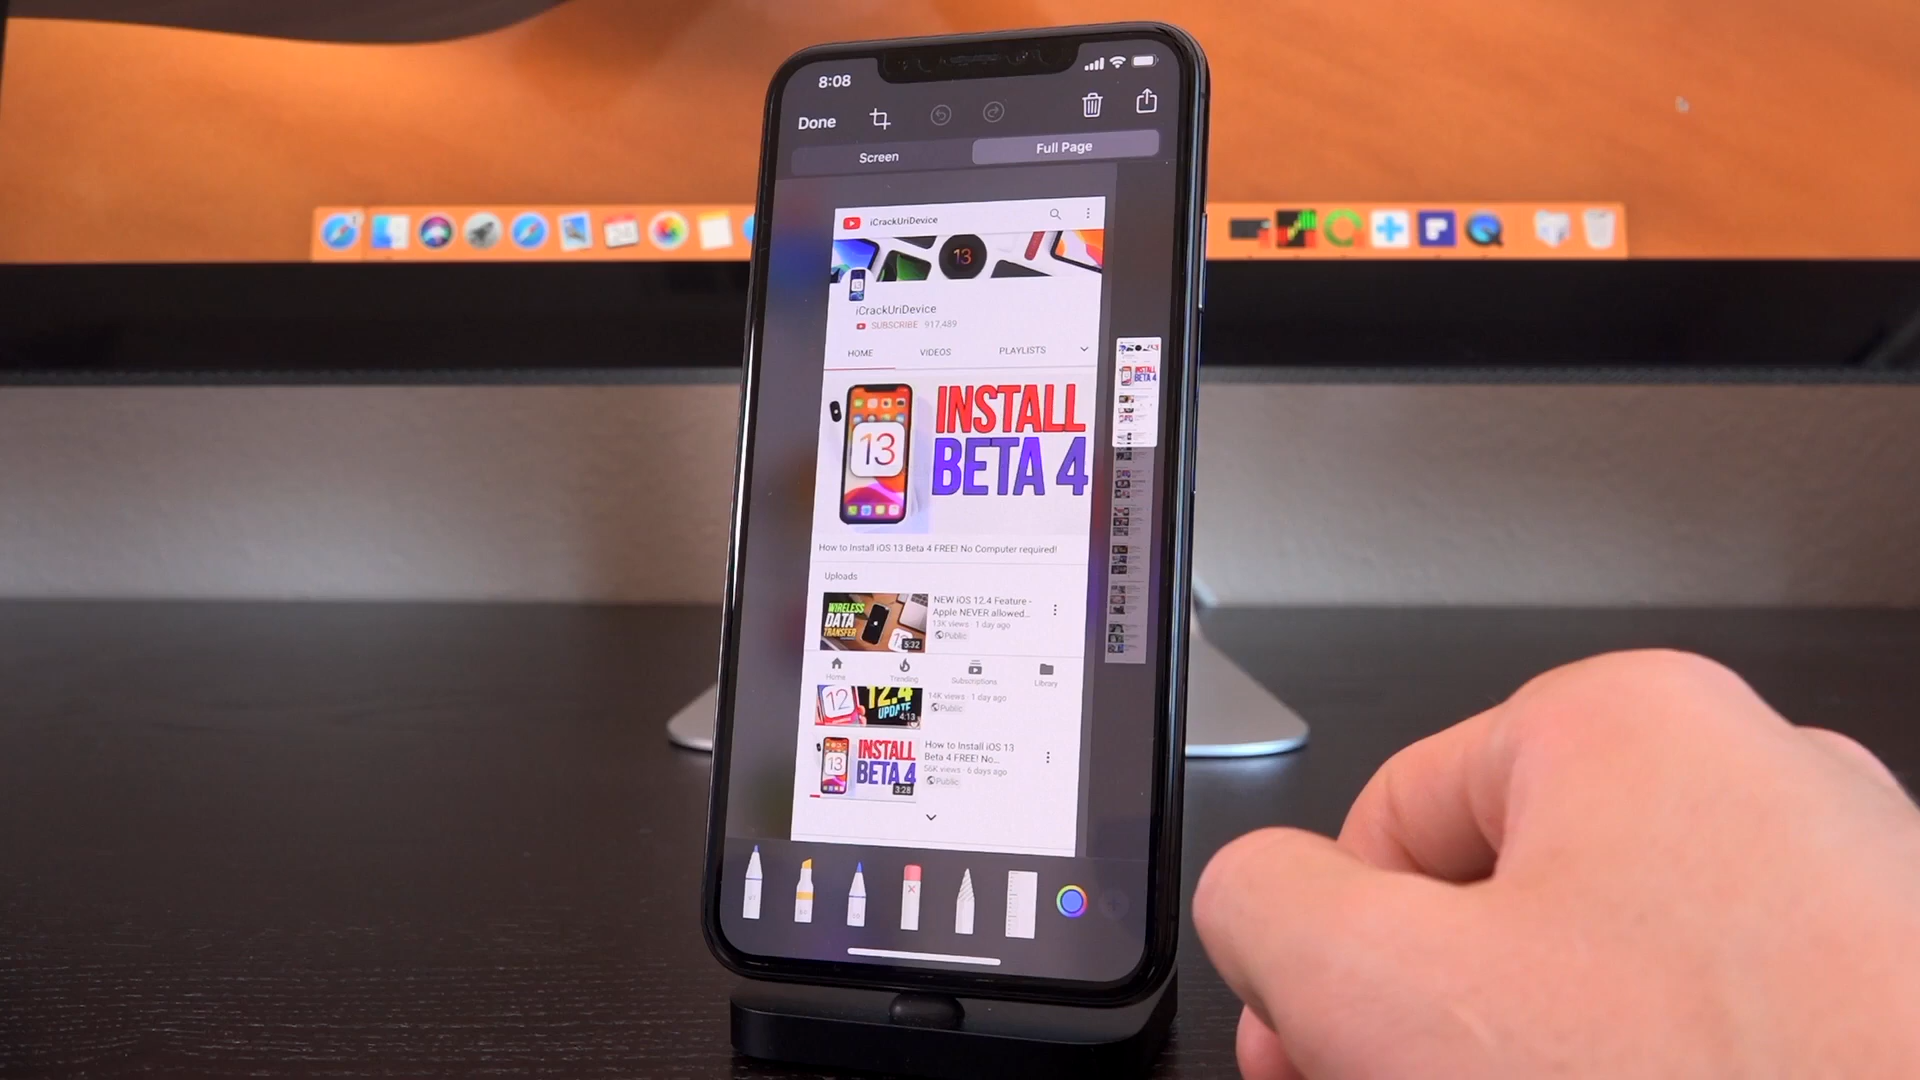 8:08
Done
Screen
Full Page
iCrackUriDevice
13
iCrackUriDevice
SUBSCRIBE 917,489
HOME
VIDEOS
PLAYLISTS
13
INSTALL
BETA 4
How to Install iOS 13 Beta 4 FREE! No Computer required!
Uploads
WIRELESS
DATA
TRANSFER
5:32
NEW iOS 12.4 Feature -
Apple NEVER allowed...
13K views · 1 day ago
Public
Home
Trending
Subscriptions
Library
12
12.4
UPDATE
4:13
14K views · 1 day ago
Public
13
INSTALL
BETA 4
3:28
How to Install iOS 13
Beta 4 FREE! No...
56K views · 6 days ago
Public
INSTALL
BETA 4